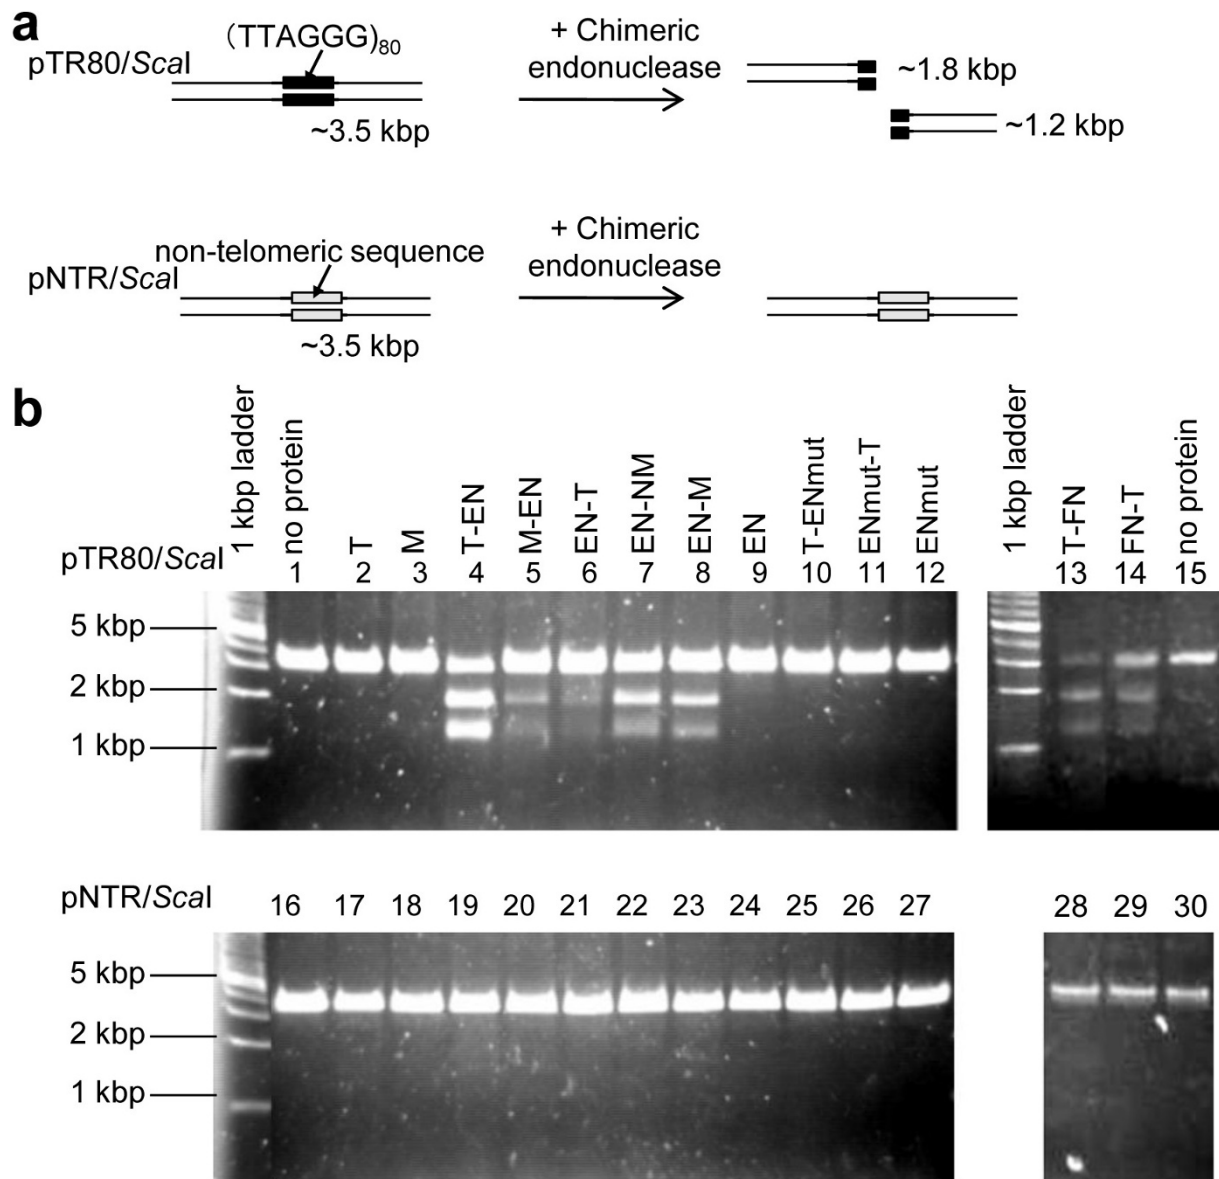 a
pTR80/ScaI
(TTAGGG)80
~3.5 kbp
+ Chimeric
endonuclease
~1.8 kbp
~1.2 kbp
pNTR/ScaI
non-telomeric sequence
~3.5 kbp
+ Chimeric
endonuclease
b
1 kbp ladder
no protein
T
M
T-EN
M-EN
EN-T
EN-NM
EN-M
EN
T-ENmut
ENmut-T
ENmut
1 kbp ladder
T-FN
FN-T
no protein
pTR80/ScaI
1 2 3 4 5 6 7 8 9 10 11 12 13 14 15
5 kbp
2 kbp
1 kbp
pNTR/ScaI
16 17 18 19 20 21 22 23 24 25 26 27 28 29 30
5 kbp
2 kbp
1 kbp